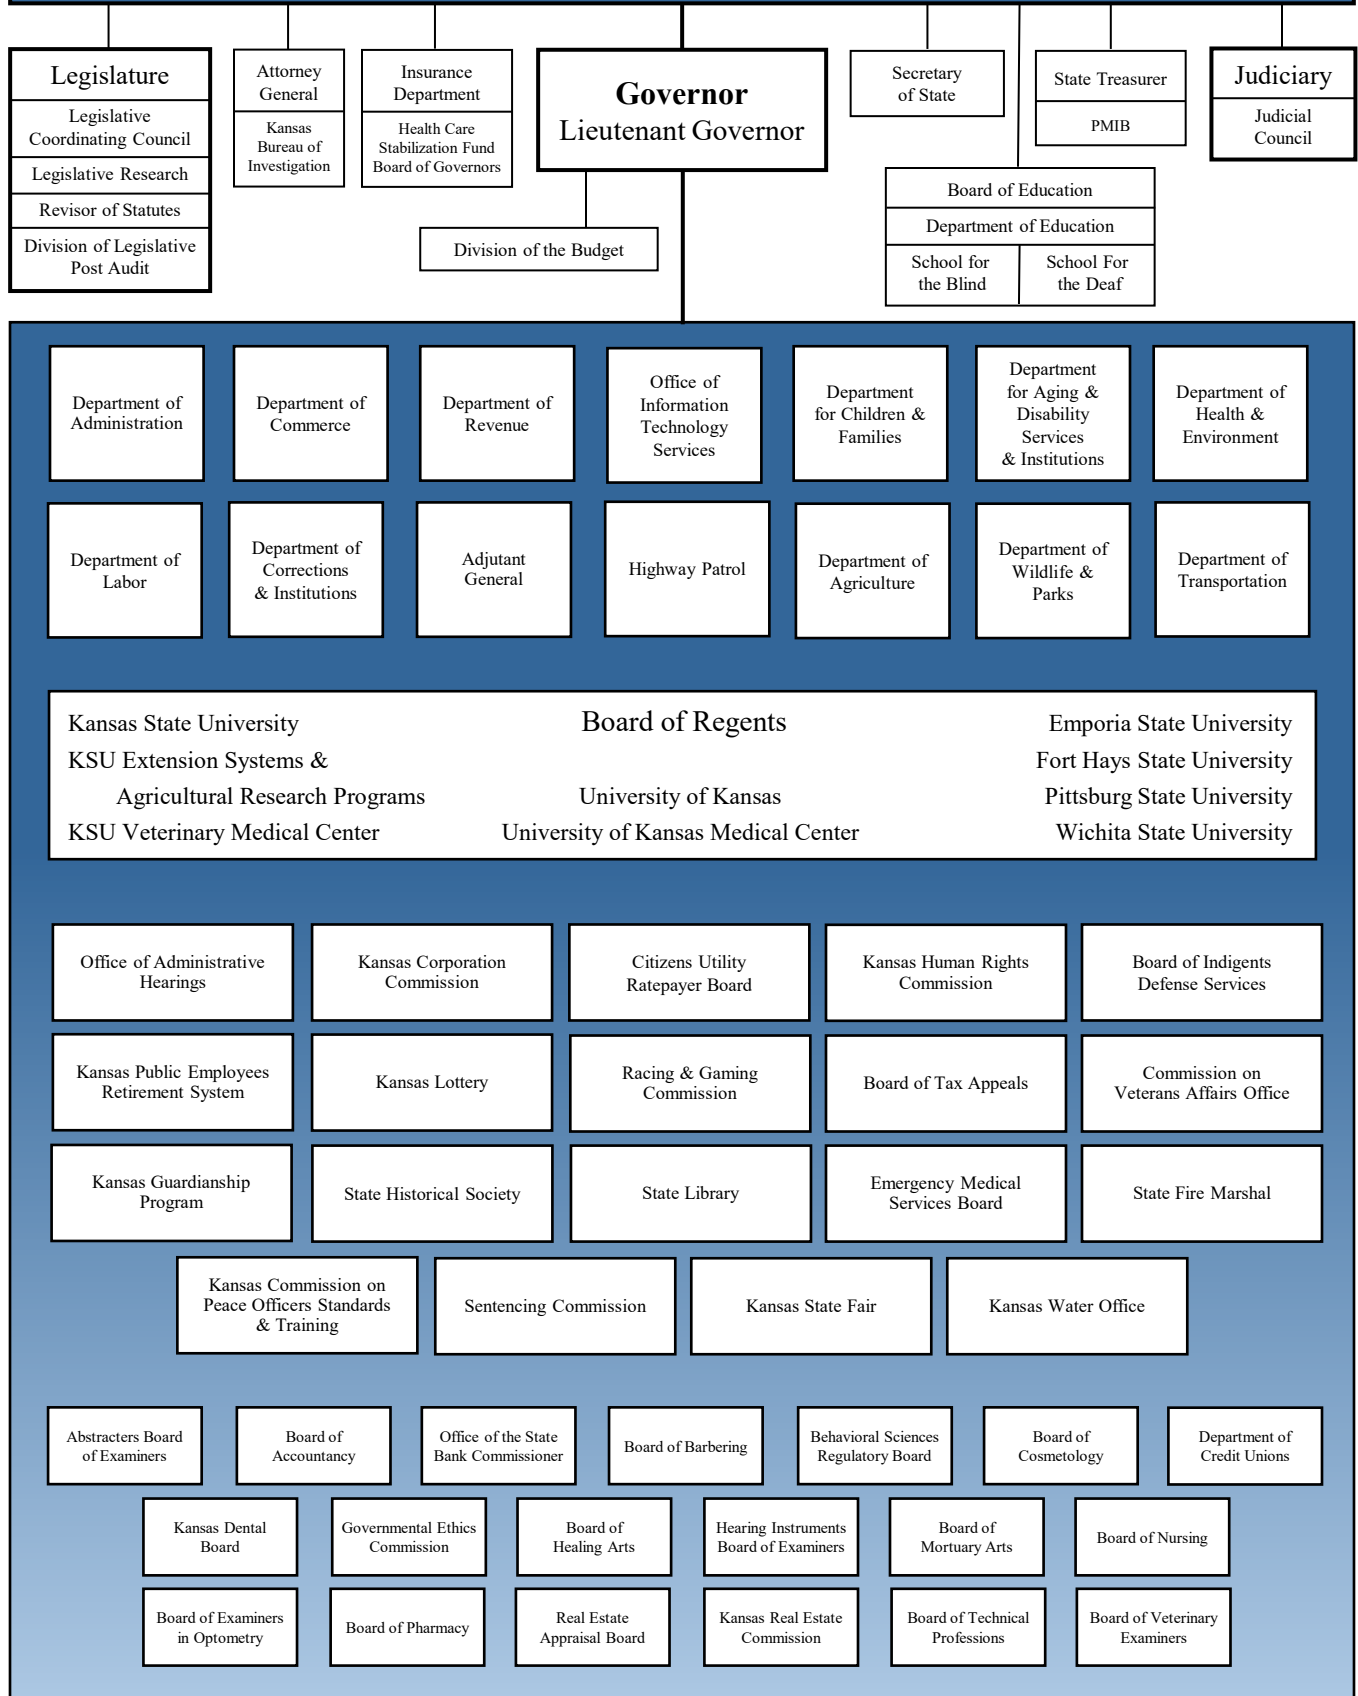 Legislature
Legislative
Coordinating Council
Legislative Research
Revisor of Statutes
Division of Legislative
Post Audit
Attorney
General
Kansas
Bureau of
Investigation
Insurance
Department
Health Care
Stabilization Fund
Board of Governors
Governor
Lieutenant Governor
Division of the Budget
Secretary
of State
State Treasurer
PMIB
Judiciary
Judicial
Council
Board of Education
Department of Education
School for
the Blind
School For
the Deaf
Department of
Administration
Department of
Commerce
Department of
Revenue
Office of
Information
Technology
Services
Department
for Children &
Families
Department
for Aging &
Disability
Services
& Institutions
Department of
Health &
Environment
Department of
Labor
Department of
Corrections
& Institutions
Adjutant
General
Highway Patrol
Department of
Agriculture
Department of
Wildlife &
Parks
Department of
Transportation
Board of Regents
Kansas State University
KSU Extension Systems &
Agricultural Research Programs
KSU Veterinary Medical Center
University of Kansas
University of Kansas Medical Center
Emporia State University
Fort Hays State University
Pittsburg State University
Wichita State University
Office of Administrative
Hearings
Kansas Corporation
Commission
Citizens Utility
Ratepayer Board
Kansas Human Rights
Commission
Board of Indigents
Defense Services
Kansas Public Employees
Retirement System
Kansas Lottery
Racing & Gaming
Commission
Board of Tax Appeals
Commission on
Veterans Affairs Office
Kansas Guardianship
Program
State Historical Society
State Library
Emergency Medical
Services Board
State Fire Marshal
Kansas Commission on
Peace Officers Standards
& Training
Sentencing Commission
Kansas State Fair
Kansas Water Office
Abstracters Board
of Examiners
Board of
Accountancy
Office of the State
Bank Commissioner
Board of Barbering
Behavioral Sciences
Regulatory Board
Board of
Cosmetology
Department of
Credit Unions
Kansas Dental
Board
Governmental Ethics
Commission
Board of
Healing Arts
Hearing Instruments
Board of Examiners
Board of
Mortuary Arts
Board of Nursing
Board of Examiners
in Optometry
Board of Pharmacy
Real Estate
Appraisal Board
Kansas Real Estate
Commission
Board of Technical
Professions
Board of Veterinary
Examiners